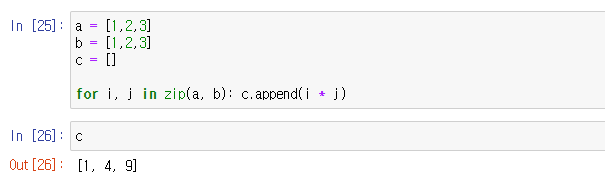 In [25]: a = [1,2,3]
b = [1,2,3]
c = []

for i, j in zip(a, b): c.append(i * j)
In [26]: c
Out[26]: [1, 4, 9]